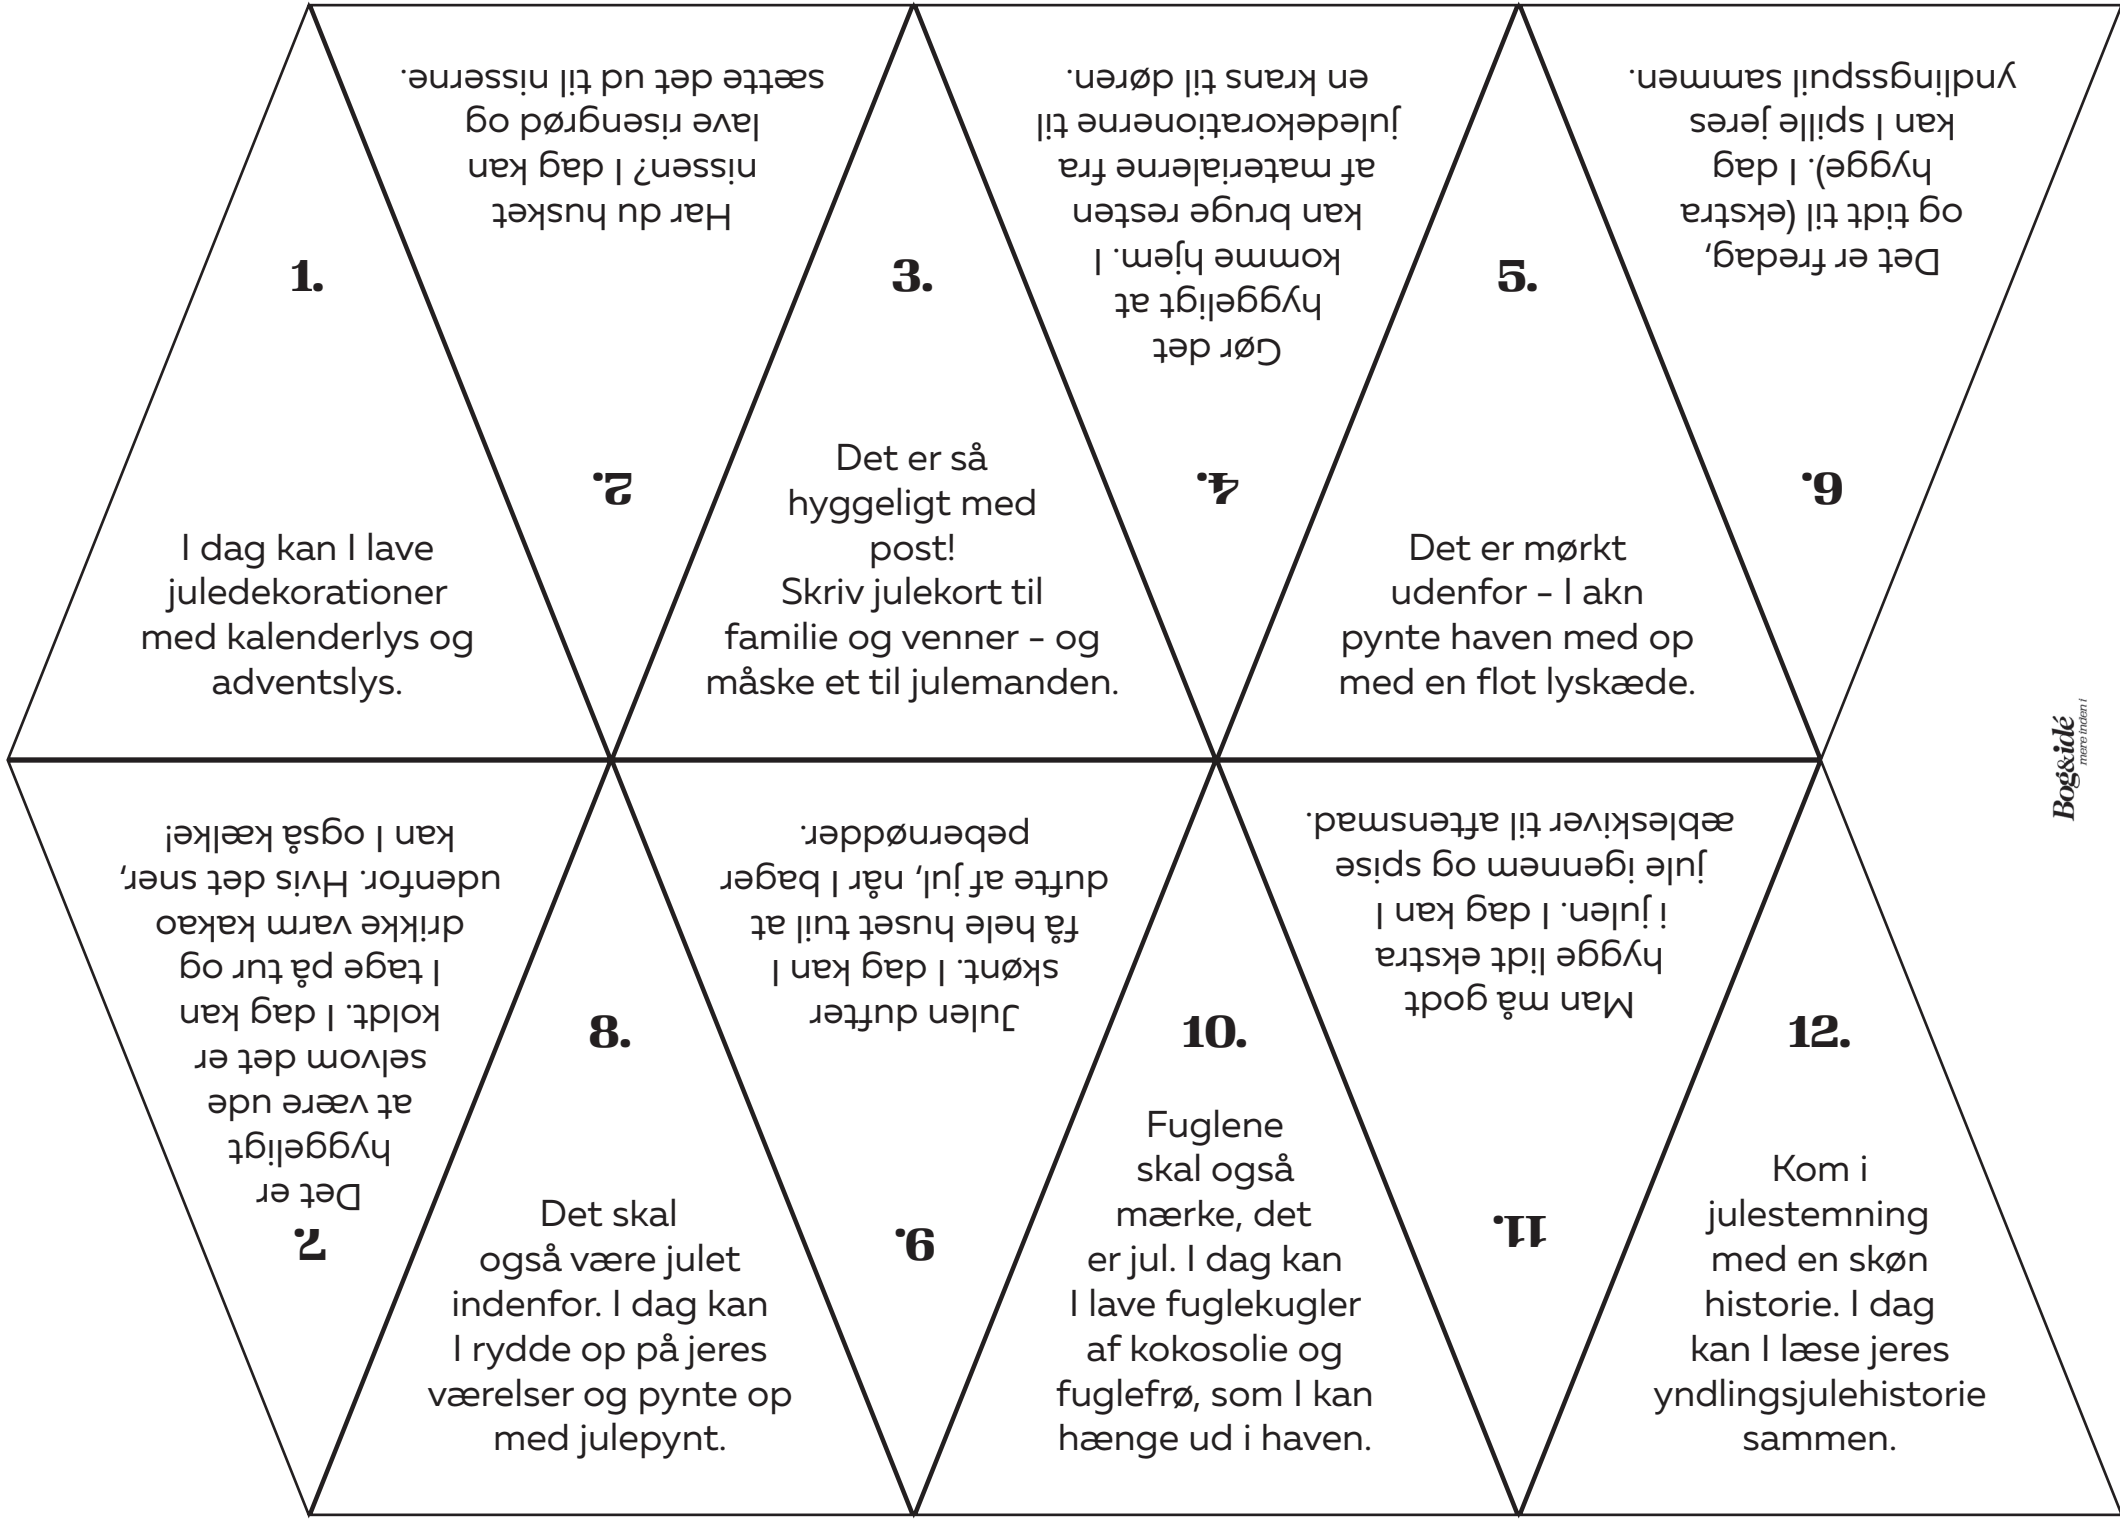 1.
I dag kan I lave
juledekorationer
med kalenderlys og
adventslys.
2.
Har du husket
nissen? I dag kan
lave risengrød og
sætte det ud til nisserne.
3.
Det er så
hyggeligt med
post!
Skriv julekort til
familie og venner – og
måske et til julemanden.
4.
Gør det
hyggeligt at
komme hjem. I
kan bruge resten
af materialerne fra
juledekorationerne til
en krans til døren.
5.
Det er mørkt
udenfor – I akn
pynte haven med op
med en flot lyskæde.
6.
Det er fredag,
og tidt til (ekstra
hygge). I dag
kan I spille jeres
yndlingsspuil sammen.
7.
Det er
hyggeligt
at være ude
selvom det er
koldt. I dag kan
I tage på tur og
drikke varm kakao
udenfor. Hvis det sner,
kan I også kælke!
8.
Det skal
også være julet
indenfor. I dag kan
I rydde op på jeres
værelser og pynte op
med julepynt.
9.
Julen dufter
skønt. I dag kan I
få hele huset tuil at
dufte af jul, når I bager
pebernødder.
10.
Fuglene
skal også
mærke, det
er jul. I dag kan
I lave fuglekugler
af kokosolie og
fuglefrø, som I kan
hænge ud i haven.
11.
Man må godt
hygge lidt ekstra
i julen. I dag kan I
jule igennem og spise
æbleskiver til aftensmad.
12.
Kom i
julestemning
med en skøn
historie. I dag
kan I læse jeres
yndlingsjulehistorie
sammen.
Bog&idé
mere inden i